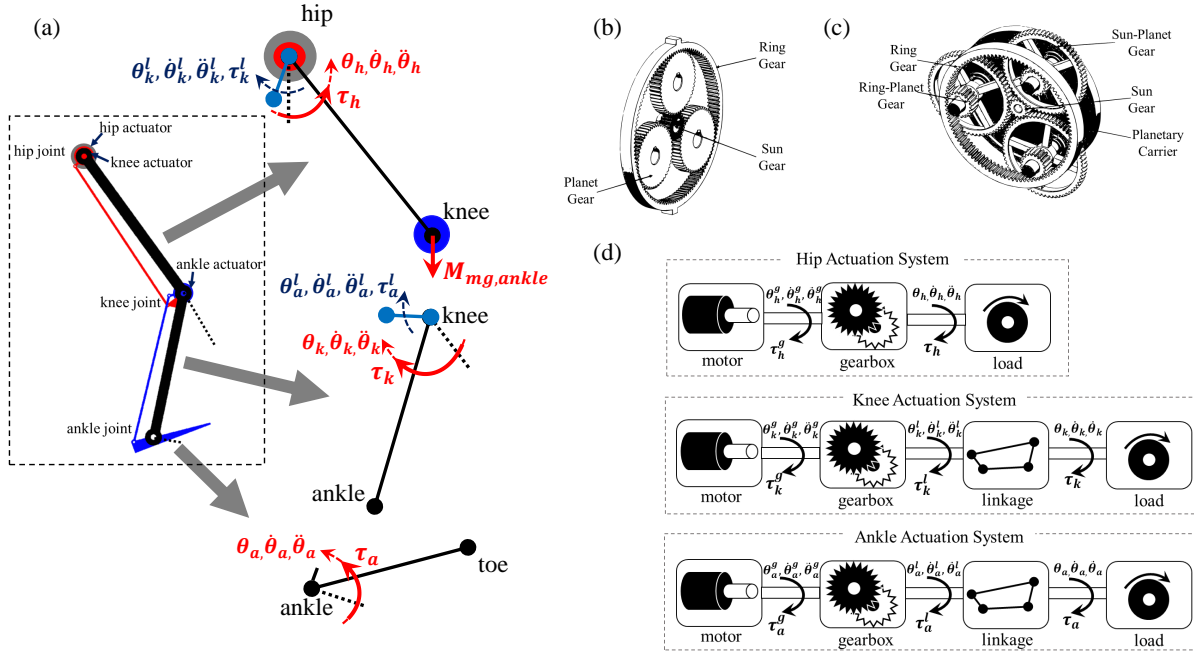 (a)
hip
θ_k^l, θ̇_k^l, θ̈_k^l, τ_k^l
θ_h, θ̇_h, θ̈_h
τ_h
hip actuator
hip joint
knee actuator
ankle actuator
knee joint
ankle joint
knee
M_{mg,ankle}
θ_a^l, θ̇_a^l, θ̈_a^l, τ_a^l
knee
θ_k, θ̇_k, θ̈_k
τ_k
ankle
θ_a, θ̇_a, θ̈_a
τ_a
toe
ankle
(b)
Ring
Gear
Sun
Gear
Planet
Gear
(c)
Sun-Planet
Gear
Ring
Gear
Ring-Planet
Gear
Sun
Gear
Planetary
Carrier
(d)
Hip Actuation System
θ_h^g, θ̇_h^g, θ̈_h^g
θ_h, θ̇_h, θ̈_h
τ_h^g
τ_h
motor
gearbox
load
Knee Actuation System
θ_k^g, θ̇_k^g, θ̈_k^g
θ_k^l, θ̇_k^l, θ̈_k^l
θ_k, θ̇_k, θ̈_k
τ_k^g
τ_k^l
τ_k
motor
gearbox
linkage
load
Ankle Actuation System
θ_a^g, θ̇_a^g, θ̈_a^g
θ_a^l, θ̇_a^l, θ̈_a^l
θ_a, θ̇_a, θ̈_a
τ_a^g
τ_a^l
τ_a
motor
gearbox
linkage
load